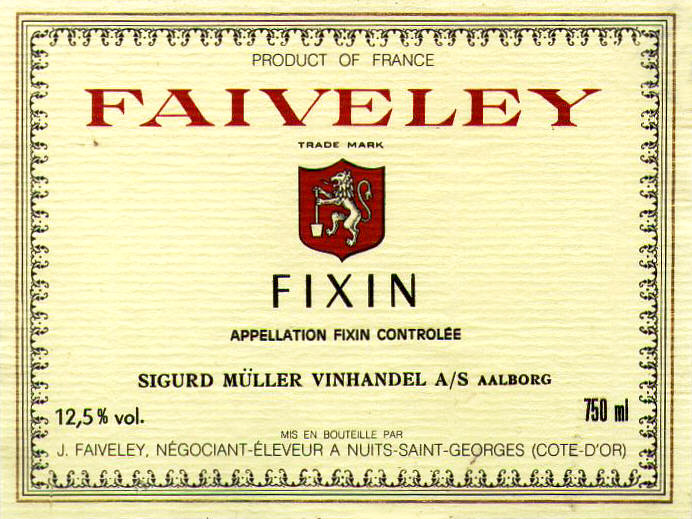 PRODUCT OF FRANCE
FAIVELEY
TRADE MARK
FIXIN
APPELLATION FIXIN CONTROLÉE
SIGURD MÜLLER VINHANDEL A/S AALBORG
12,5% vol.
750 ml
MIS EN BOUTEILLE PAR
J. FAIVELEY, NÉGOCIANT-ÉLEVEUR A NUITS-SAINT-GEORGES (COTE-D'OR)